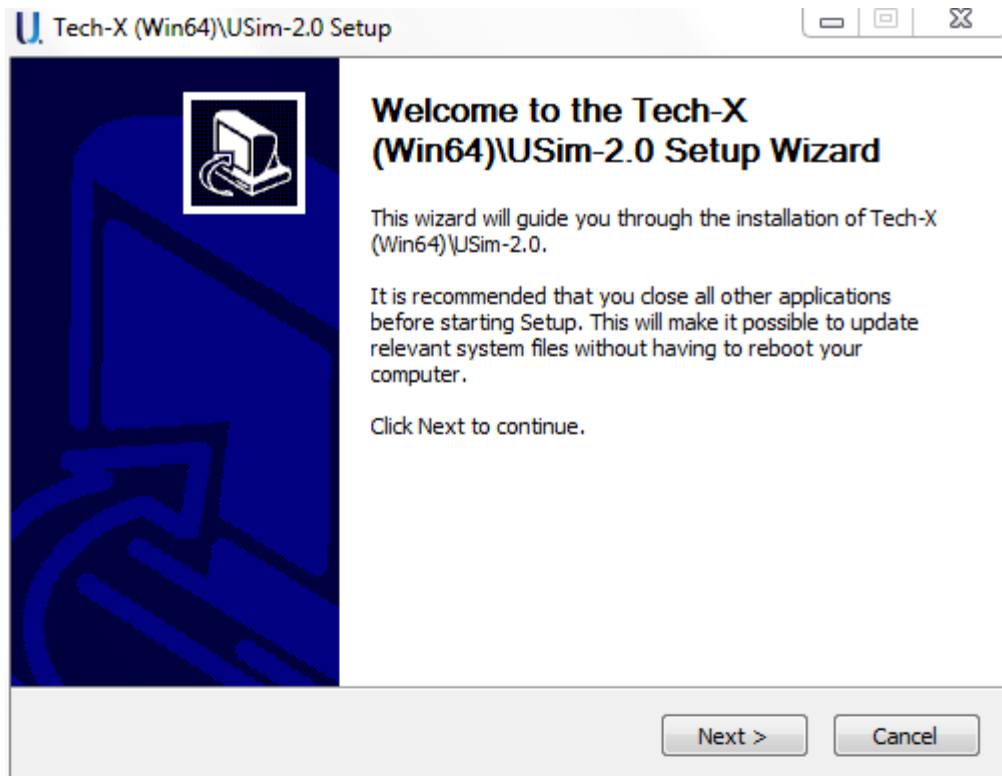 U. Tech-X (Win64)\USim-2.0 Setup
Welcome to the Tech-X
(Win64)\USim-2.0 Setup Wizard
This wizard will guide you through the installation of Tech-X
(Win64)\USim-2.0.
It is recommended that you close all other applications
before starting Setup. This will make it possible to update
relevant system files without having to reboot your
computer.
Click Next to continue.
Next >
Cancel